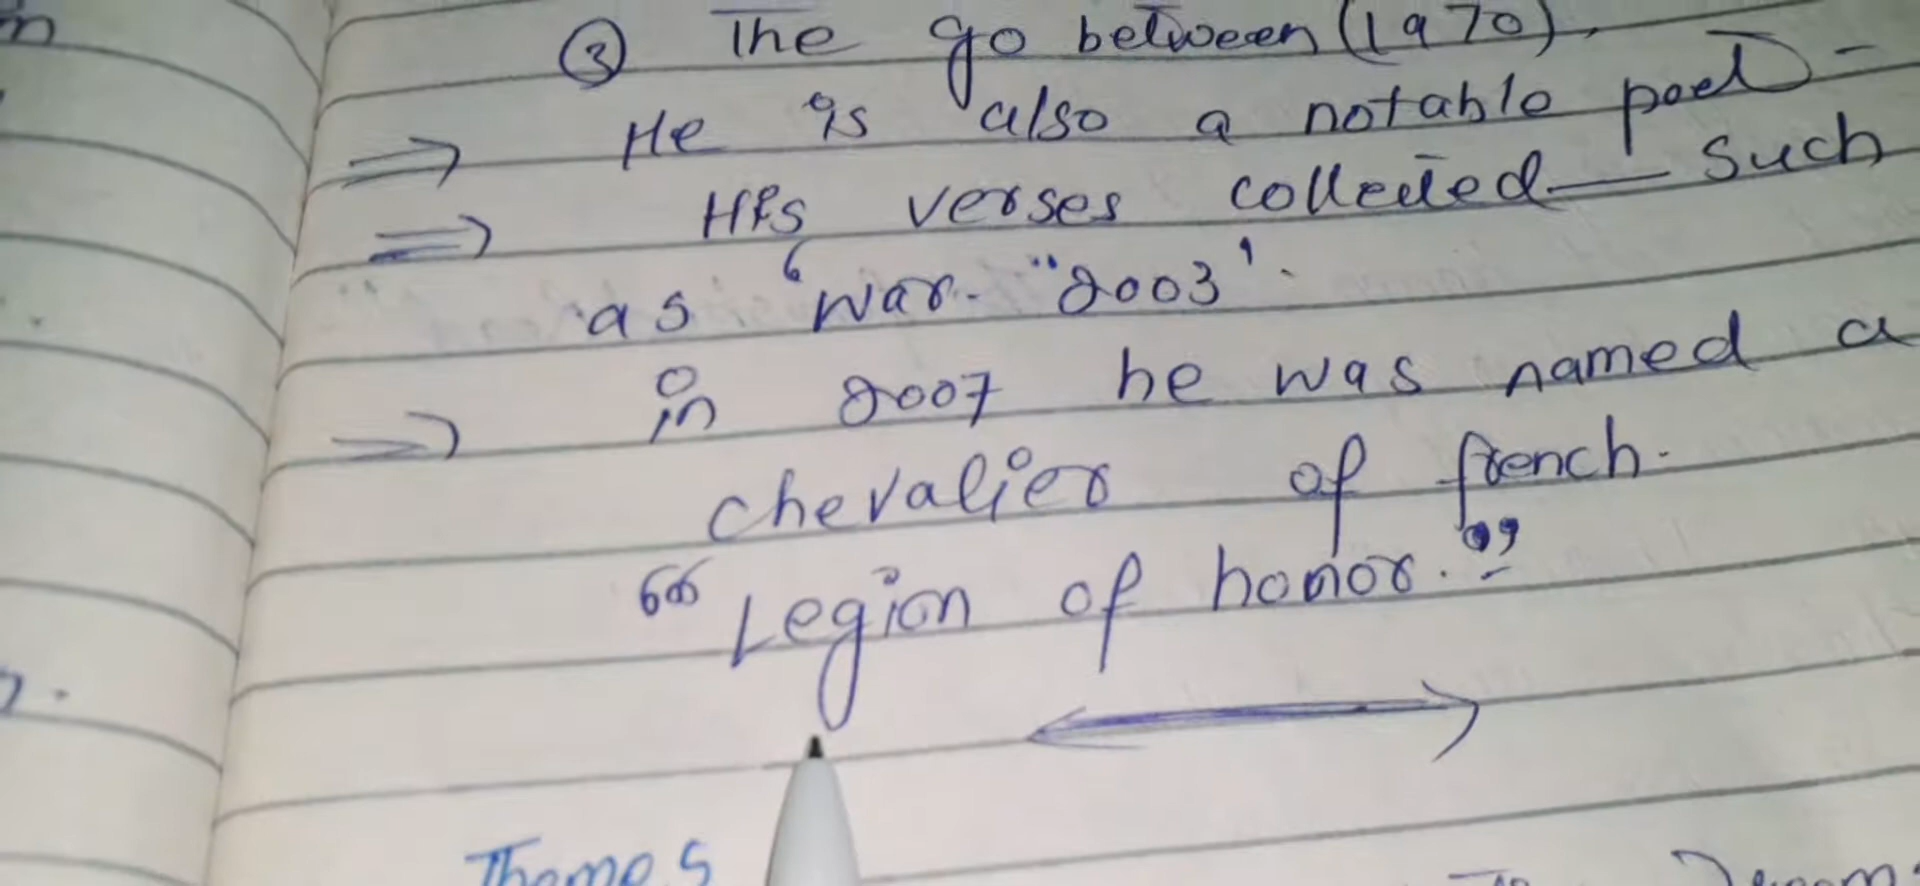 ③ The go between (1970).
⇒ He is also a notable poet -
⇒ His verses collected — such
as 'war. "2003'.
⇒ in 2007 he was named a
chevalier of french.
"Legion of honor."
Themes